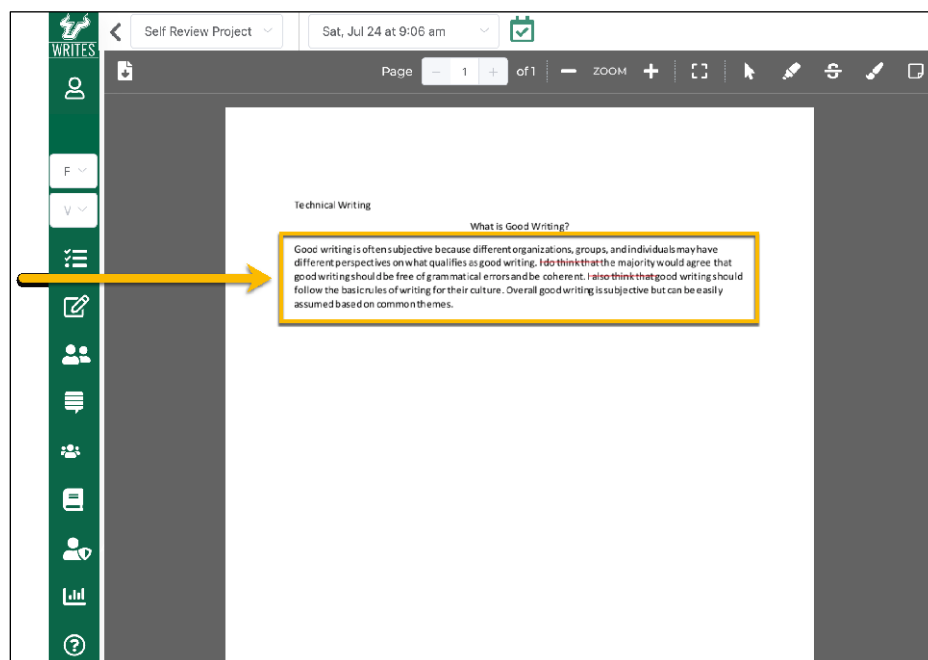 WRITES
Self Review Project
Sat, Jul 24 at 9:06 am
Page - 1 + of 1 ZOOM
F
V
Technical Writing
What is Good Writing?
Good writing is often subjective because different organizations, groups, and individuals may have
different perspectives on what qualifies as good writing. I do think that the majority would agree that
good writing should be free of grammatical errors and be coherent. I also think that good writing should
follow the basic rules of writing for their culture. Overall good writing is subjective but can be easily
assumed based on common themes.